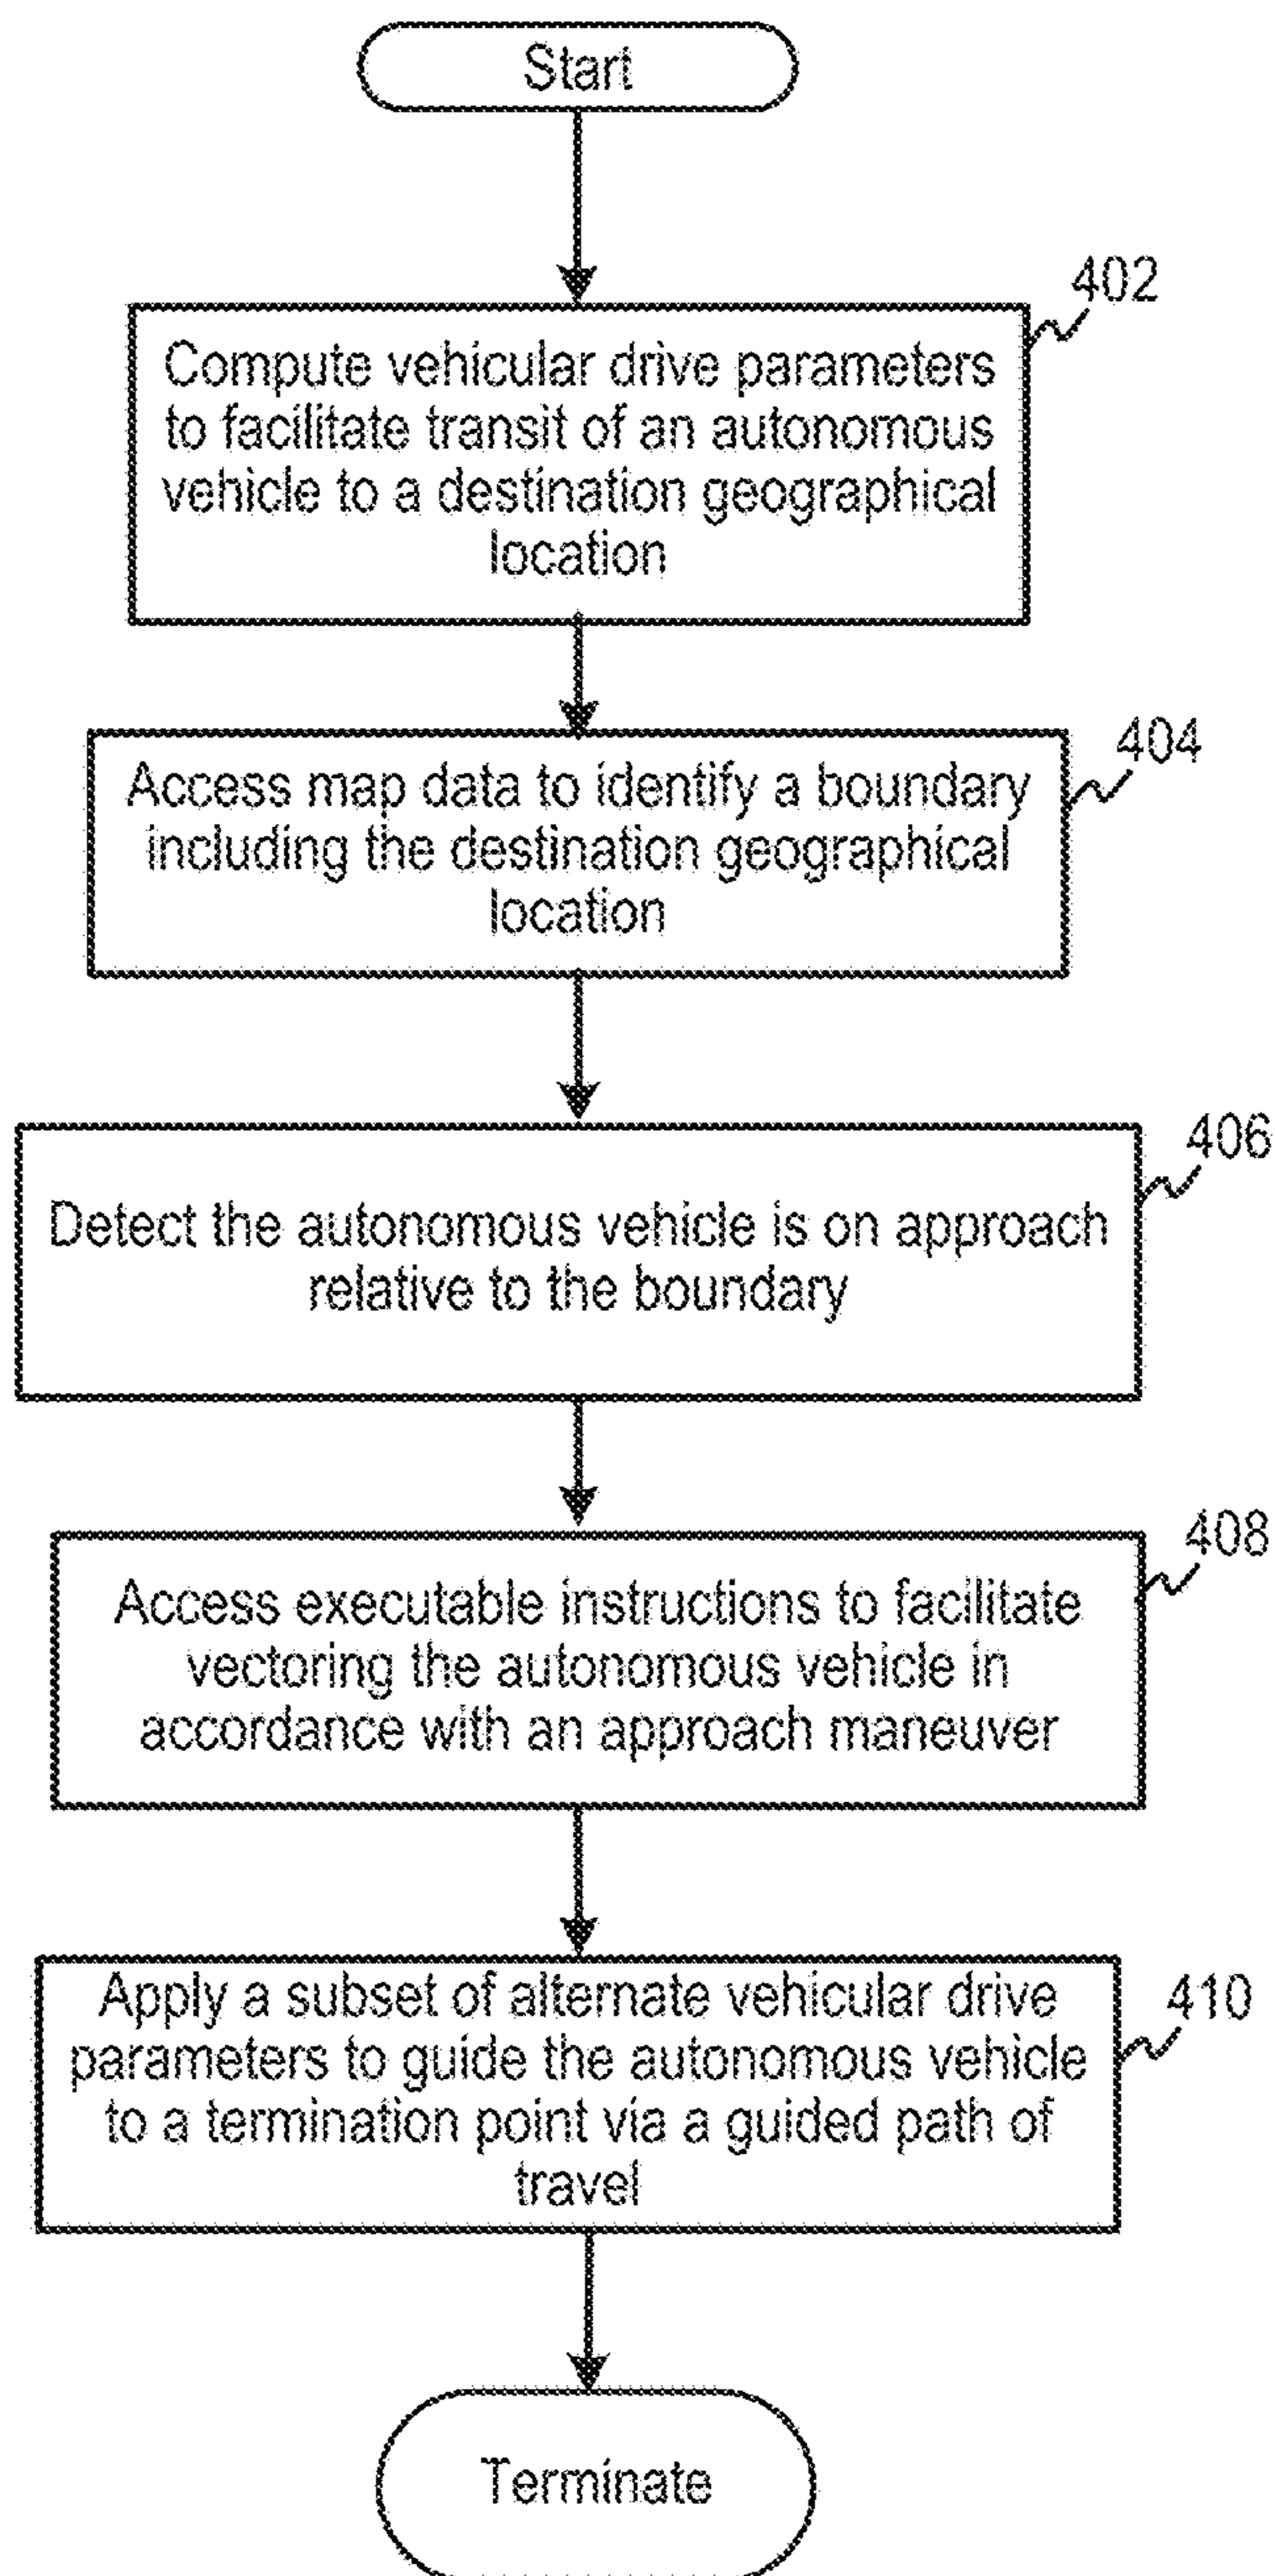 Start
402
Compute vehicular drive parameters
to facilitate transit of an autonomous
vehicle to a destination geographical
location
404
Access map data to identify a boundary
including the destination geographical
location
406
Detect the autonomous vehicle is on approach
relative to the boundary
408
Access executable instructions to facilitate
vectoring the autonomous vehicle in
accordance with an approach maneuver
410
Apply a subset of alternate vehicular drive
parameters to guide the autonomous vehicle
to a termination point via a guided path of
travel
Terminate